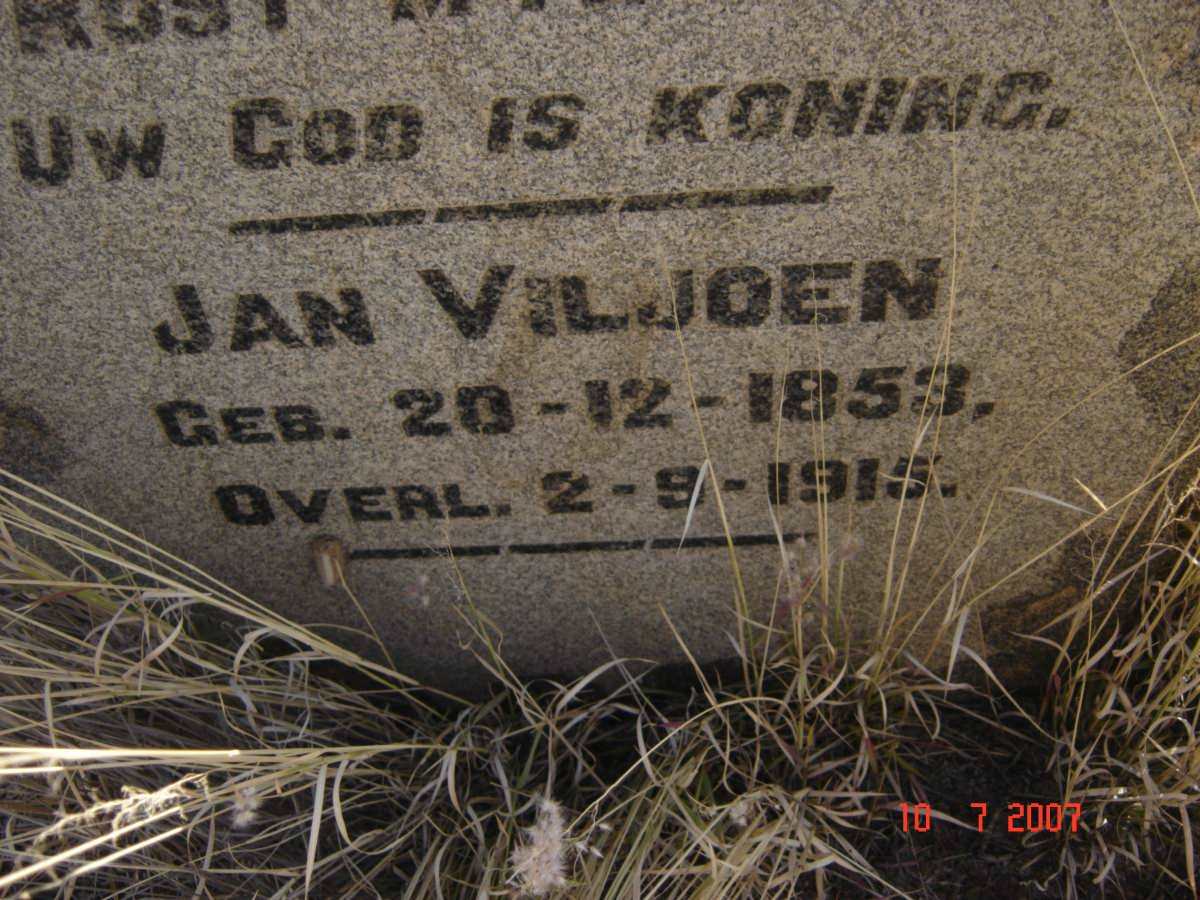 UW GOD IS KONING.
JAN VILJOEN
GEB. 20-12-1853,
OVERL. 2-9-1915.
10 7 2007